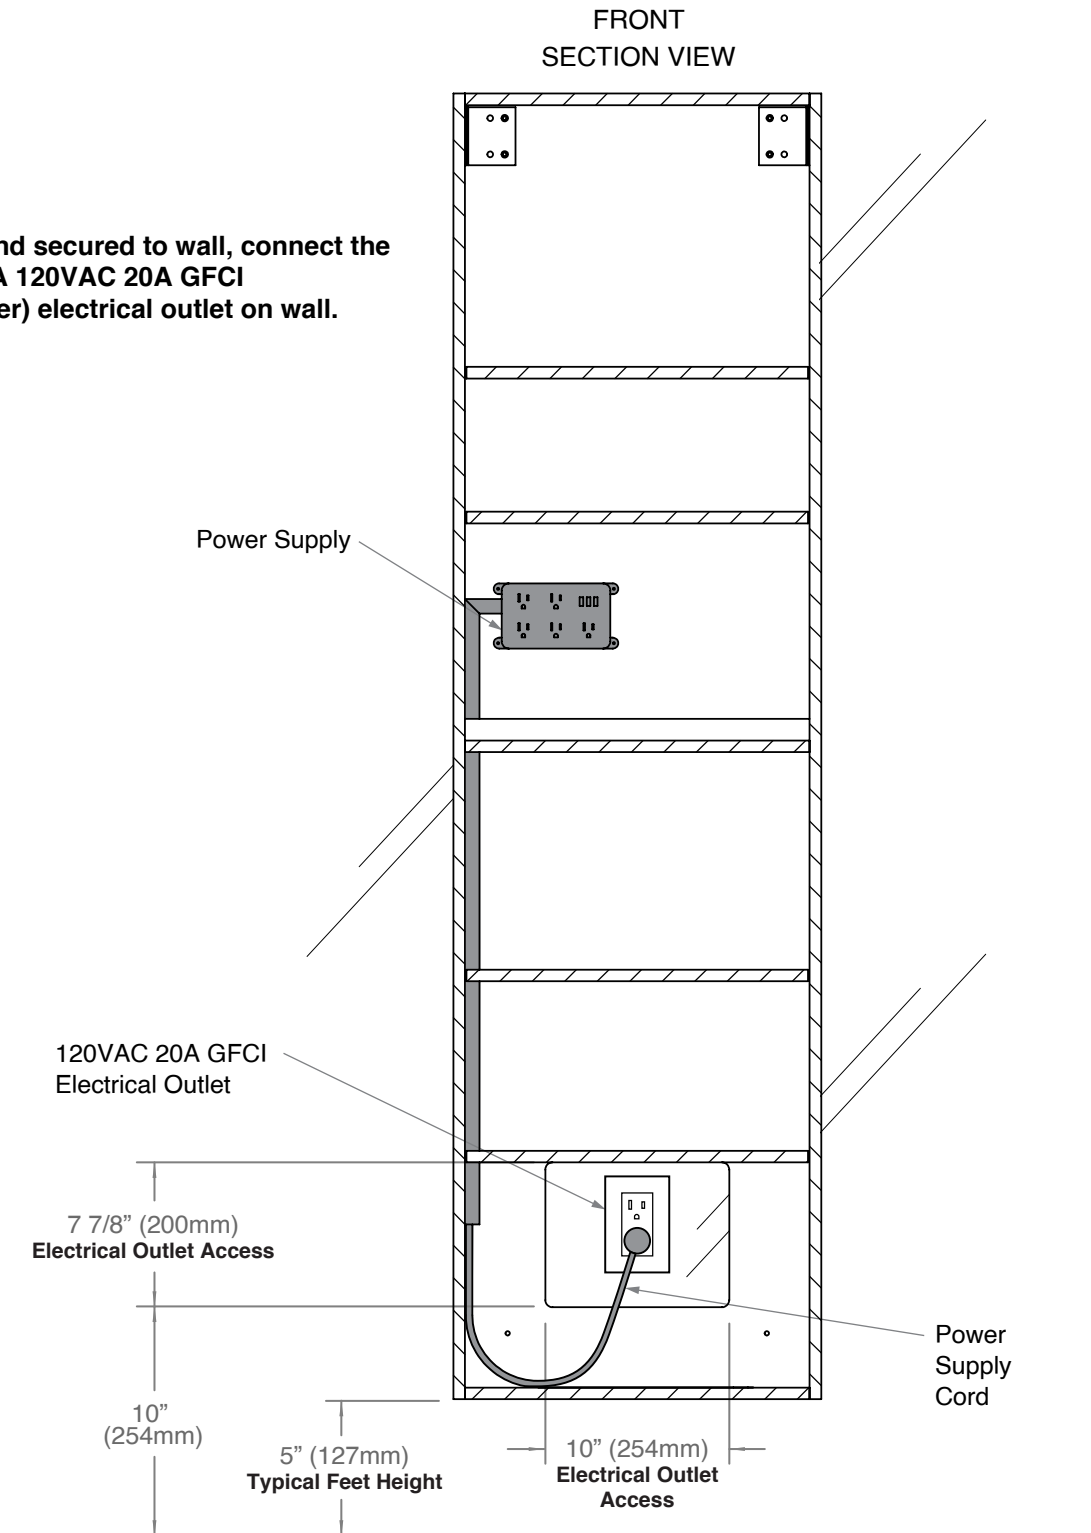 FRONT
SECTION VIEW
secured to wall, connect the
120VAC 20A GFCI
electrical outlet on wall.
Power Supply
120VAC 20A GFCI
Electrical Outlet
7 7/8” (200mm)
Electrical Outlet Access
10”
(254mm)
5” (127mm)
Typical Feet Height
10” (254mm)
Electrical Outlet
Access
Power
Supply
Cord